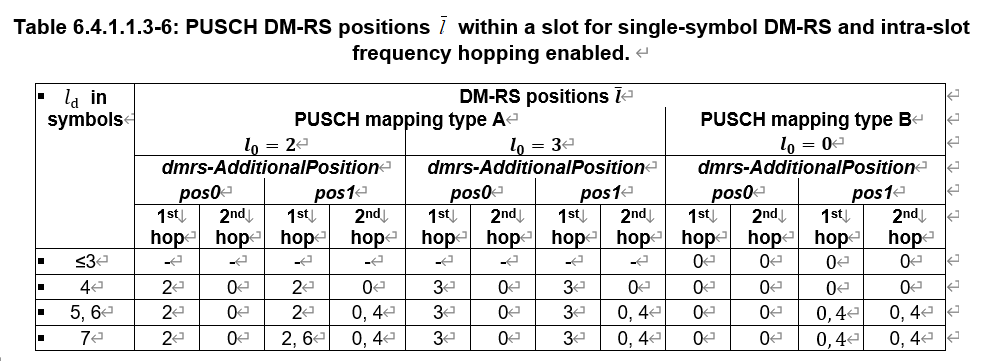 Table 6.4.1.1.3-6: PUSCH DM-RS positions l̄ within a slot for single-symbol DM-RS and intra-slot
frequency hopping enabled. ↵
▪ l_d in symbols↵ DM-RS positions l̄↵
PUSCH mapping type A↵ PUSCH mapping type B↵
l₀ = 2↵ l₀ = 3↵ l₀ = 0↵
dmrs-AdditionalPosition↵ dmrs-AdditionalPosition↵ dmrs-AdditionalPosition↵
pos0↵ pos1↵ pos0↵ pos1↵ pos0↵ pos1↵
1st↓ 2nd↓ 1st↓ 2nd↓ 1st↓ 2nd↓ 1st↓ 2nd↓ 1st↓ 2nd↓ 1st↓ 2nd↓
hop↵ hop↵ hop↵ hop↵ hop↵ hop↵ hop↵ hop↵ hop↵ hop↵ hop↵ hop↵
▪ ≤3↵ -↵ -↵ -↵ -↵ -↵ -↵ -↵ -↵ 0↵ 0↵ 0↵ 0↵
▪ 4↵ 2↵ 0↵ 2↵ 0↵ 3↵ 0↵ 3↵ 0↵ 0↵ 0↵ 0↵ 0↵
▪ 5, 6↵ 2↵ 0↵ 2↵ 0, 4↵ 3↵ 0↵ 3↵ 0, 4↵ 0↵ 0↵ 0, 4↵ 0, 4↵
▪ 7↵ 2↵ 0↵ 2, 6↵ 0, 4↵ 3↵ 0↵ 3↵ 0, 4↵ 0↵ 0↵ 0, 4↵ 0, 4↵